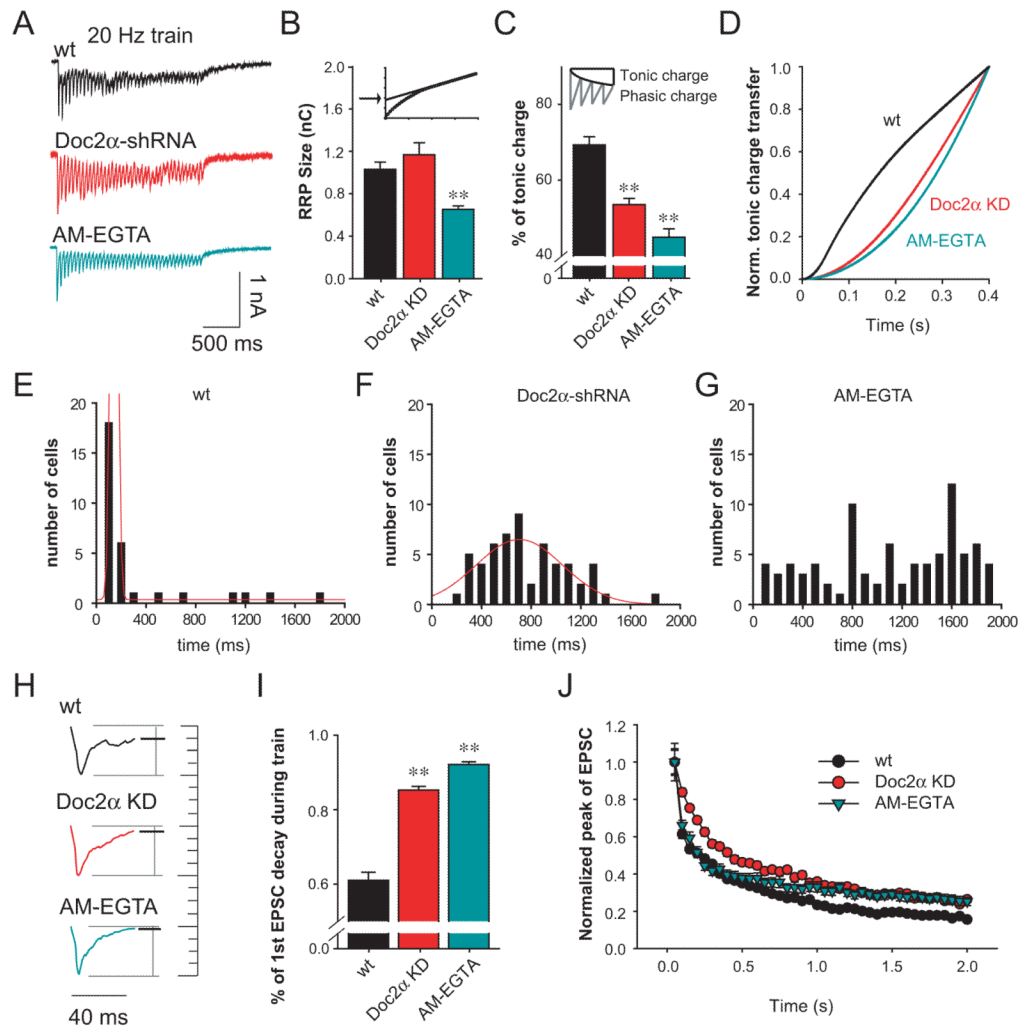 A
20 Hz train
wt
Doc2α-shRNA
AM-EGTA
1 nA
500 ms
B
RRP Size (nC)
2.0
1.6
1.2
0.8
0.4
0.0
**
wt
Doc2α KD
AM-EGTA
C
% of tonic charge
80
60
40
0
Tonic charge
Phasic charge
**
**
wt
Doc2α KD
AM-EGTA
D
Norm. tonic charge transfer
1.0
0.8
0.6
0.4
0.2
0.0
wt
Doc2α KD
AM-EGTA
0
0.1
0.2
0.3
0.4
Time (s)
E
wt
number of cells
20
15
10
5
0
0
400
800
1200
1600
2000
time (ms)
F
Doc2α-shRNA
number of cells
20
15
10
5
0
0
400
800
1200
1600
2000
time (ms)
G
AM-EGTA
number of cells
20
15
10
5
0
0
400
800
1200
1600
2000
time (ms)
H
wt
Doc2α KD
AM-EGTA
40 ms
I
% of 1st EPSC decay during train
1.0
0.8
0.6
0.0
**
**
wt
Doc2α KD
AM-EGTA
J
Normalized peak of EPSC
1.2
1.0
0.8
0.6
0.4
0.2
0.0
wt
Doc2α KD
AM-EGTA
0.0
0.5
1.0
1.5
2.0
Time (s)